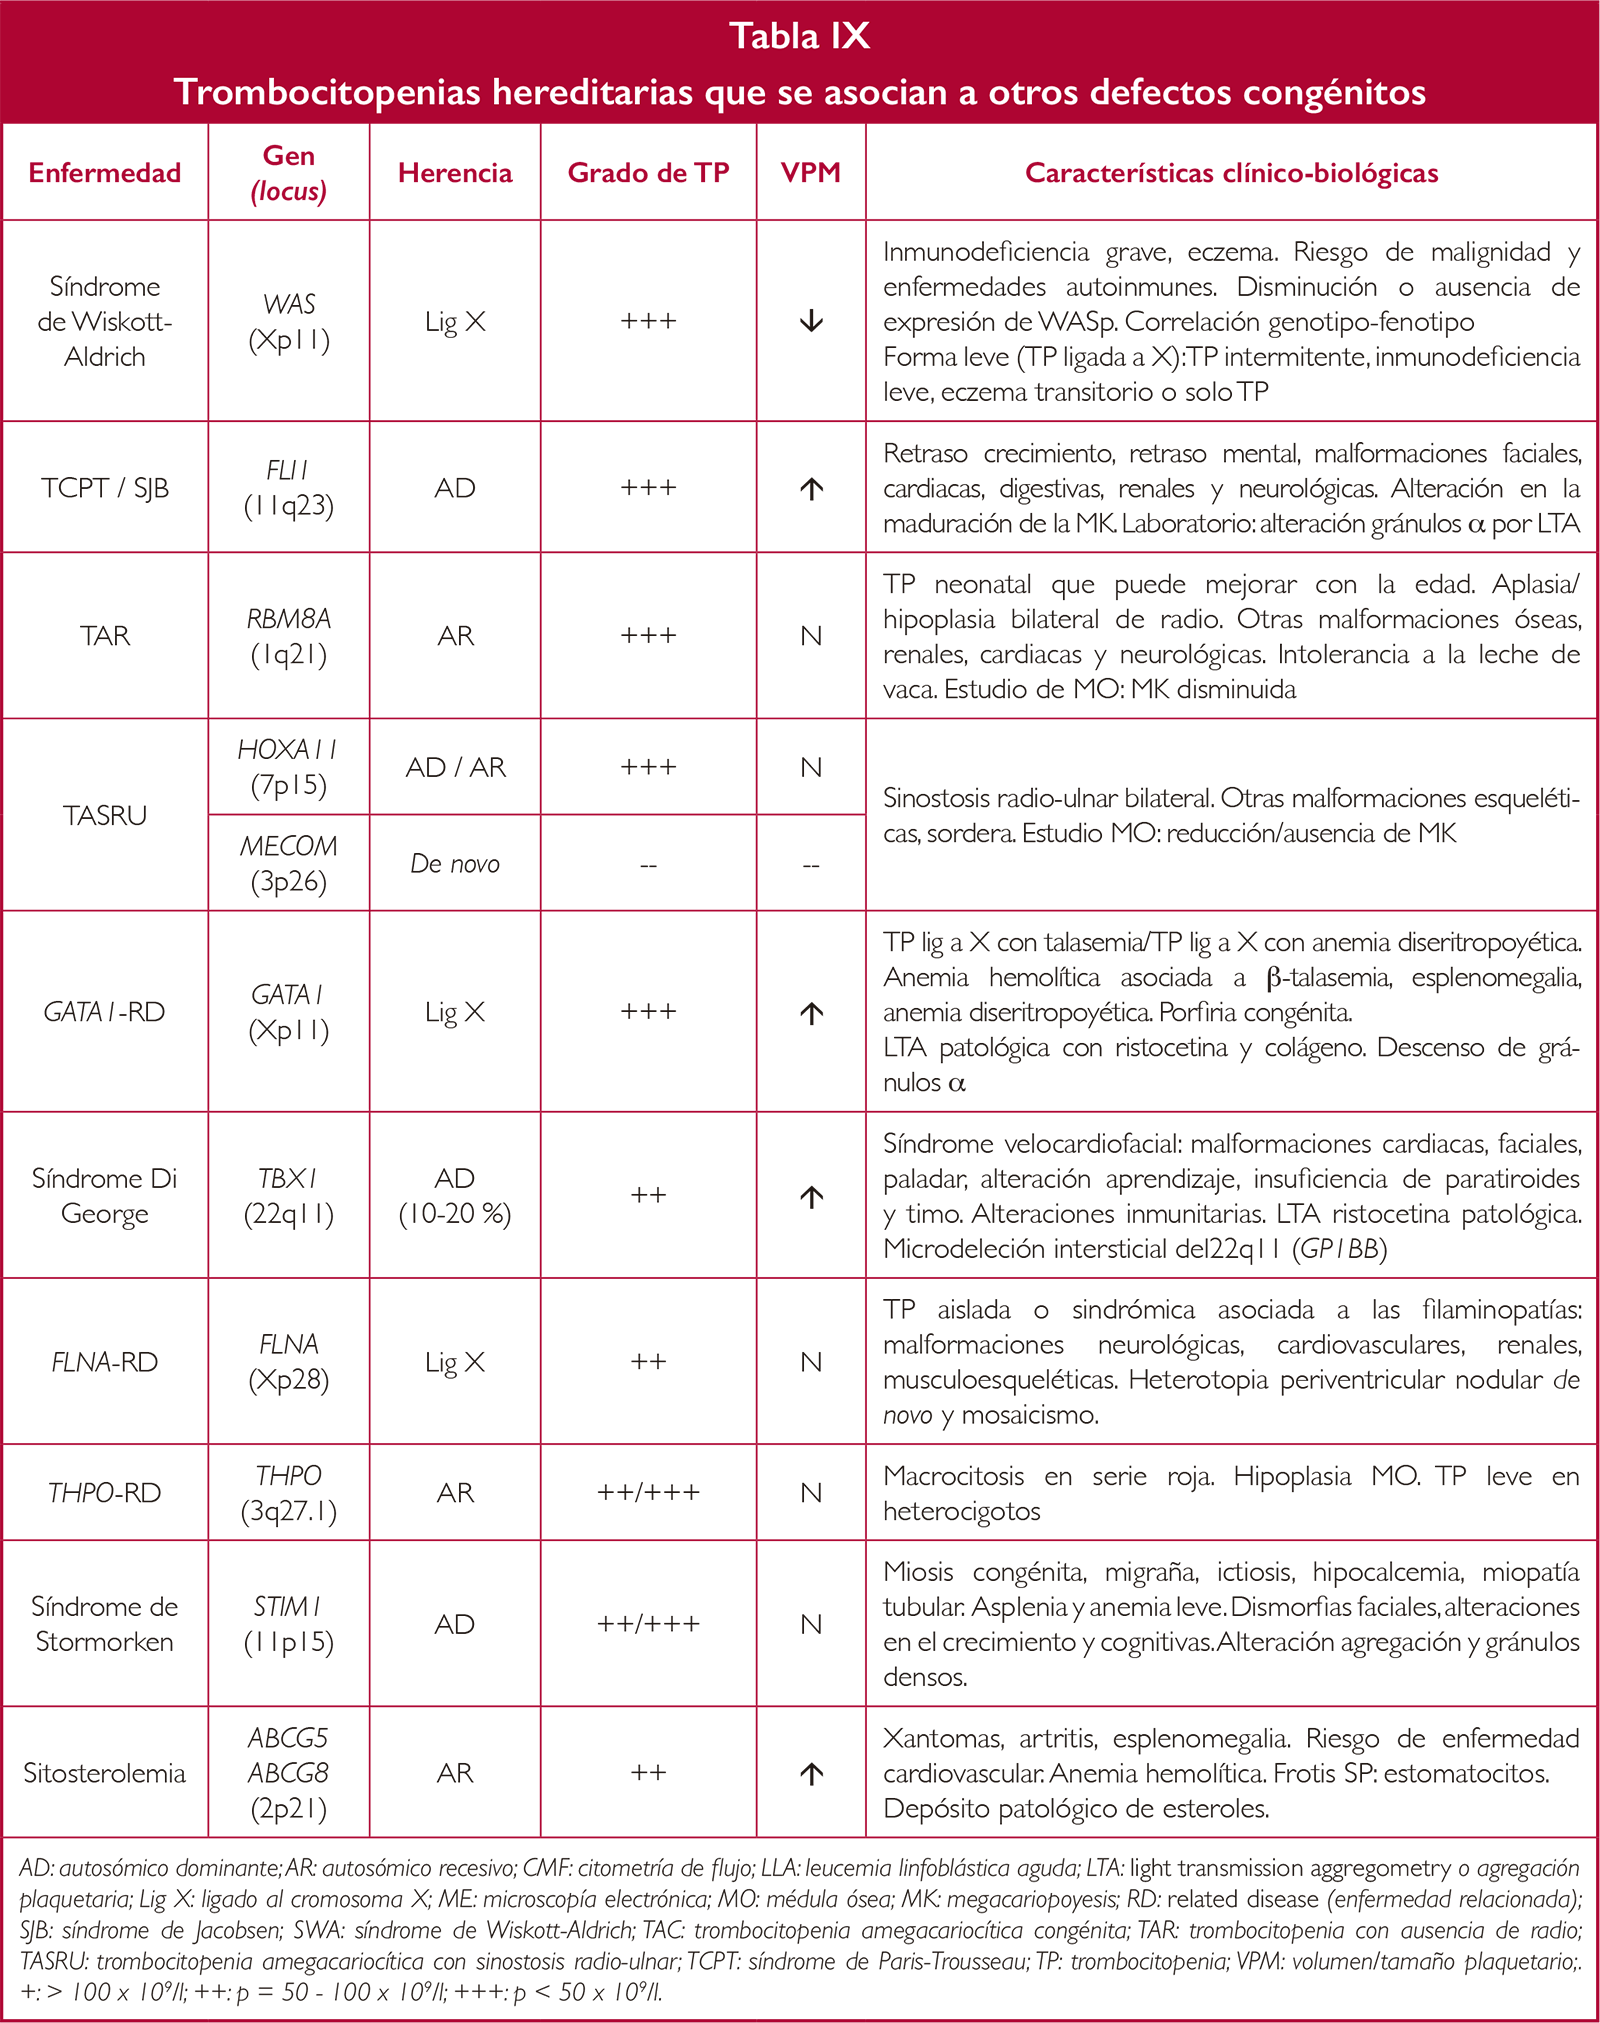 Tabla IX
Trombocitopenias hereditarias que se asocian a otros defectos congénitos
Enfermedad
Gen
(locus)
Herencia
Grado de TP
VPM
Características clínico-biológicas
Síndrome
de Wiskott-
Aldrich
WAS
(Xp11)
Lig X
+++
↓
Inmunodeficiencia grave, eczema. Riesgo de malignidad y
enfermedades autoinmunes. Disminución o ausencia de
expresión de WASp. Correlación genotipo-fenotipo
Forma leve (TP ligada a X): TP intermitente, inmunodeficiencia
leve, eczema transitorio o solo TP
TCPT / SJB
FLI1
(11q23)
AD
+++
↑
Retraso crecimiento, retraso mental, malformaciones faciales,
cardiacas, digestivas, renales y neurológicas. Alteración en la
maduración de la MK. Laboratorio: alteración gránulos α por LTA
TAR
RBM8A
(1q21)
AR
+++
N
TP neonatal que puede mejorar con la edad. Aplasia/
hipoplasia bilateral de radio. Otras malformaciones óseas,
renales, cardiacas y neurológicas. Intolerancia a la leche de
vaca. Estudio de MO: MK disminuida
TASRU
HOXA11
(7p15)
AD / AR
+++
N
MECOM
(3p26)
De novo
--
--
Sinostosis radio-ulnar bilateral. Otras malformaciones esqueléti-
cas, sordera. Estudio MO: reducción/ausencia de MK
GATA1-RD
GATA1
(Xp11)
Lig X
+++
↑
TP lig a X con talasemia/TP lig a X con anemia diseritropoyética.
Anemia hemolítica asociada a β-talasemia, esplenomegalia,
anemia diseritropoyética. Porfiria congénita.
LTA patológica con ristocetina y colágeno. Descenso de grá-
nulos α
Síndrome Di
George
TBX1
(22q11)
AD
(10-20 %)
++
↑
Síndrome velocardiofacial: malformaciones cardiacas, faciales,
paladar, alteración aprendizaje, insuficiencia de paratiroides
y timo. Alteraciones inmunitarias. LTA ristocetina patológica.
Microdeleción intersticial del22q11 (GP1BB)
FLNA-RD
FLNA
(Xp28)
Lig X
++
N
TP aislada o sindrómica asociada a las filaminopatías:
malformaciones neurológicas, cardiovasculares, renales,
musculoesqueléticas. Heterotopia periventricular nodular de
novo y mosaicismo.
THPO-RD
THPO
(3q27.1)
AR
++/+++
N
Macrocitosis en serie roja. Hipoplasia MO. TP leve en
heterocigotos
Síndrome de
Stormorken
STIM1
(11p15)
AD
++/+++
N
Miosis congénita, migraña, ictiosis, hipocalcemia, miopatía
tubular. Asplenia y anemia leve. Dismorfias faciales, alteraciones
en el crecimiento y cognitivas. Alteración agregación y gránulos
densos.
Sitosterolemia
ABCG5
ABCG8
(2p21)
AR
++
↑
Xantomas, artritis, esplenomegalia. Riesgo de enfermedad
cardiovascular. Anemia hemolítica. Frotis SP: estomatocitos.
Depósito patológico de esteroles.
AD: autosómico dominante; AR: autosómico recesivo; CMF: citometría de flujo; LLA: leucemia linfoblástica aguda; LTA: light transmission aggregometry o agregación
plaquetaria; Lig X: ligado al cromosoma X; ME: microscopía electrónica; MO: médula ósea; MK: megacariopoyesis; RD: related disease (enfermedad relacionada);
SJB: síndrome de Jacobsen; SWA: síndrome de Wiskott-Aldrich; TAC: trombocitopenia amegacariocítica congénita; TAR: trombocitopenia con ausencia de radio;
TASRU: trombocitopenia amegacariocítica con sinostosis radio-ulnar; TCPT: síndrome de Paris-Trousseau; TP: trombocitopenia; VPM: volumen/tamaño plaquetario;.
+: > 100 x 10⁹/l; ++: p = 50 - 100 x 10⁹/l; +++: p < 50 x 10⁹/l.